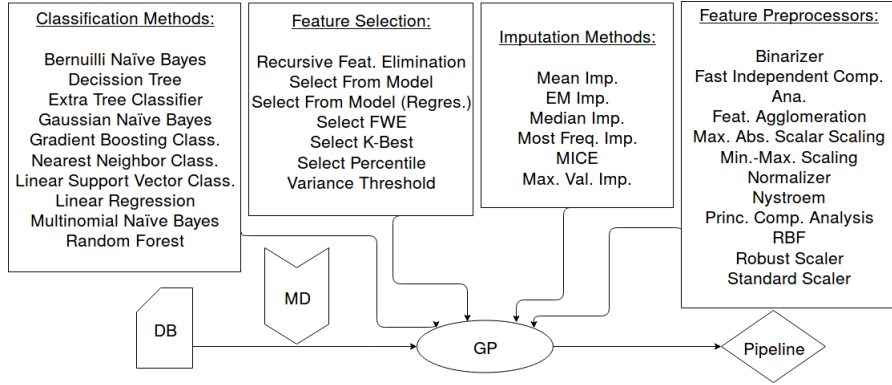 Classification Methods:
Bernuilli Naïve Bayes
Decission Tree
Extra Tree Classifier
Gaussian Naïve Bayes
Gradient Boosting Class.
Nearest Neighbor Class.
Linear Support Vector Class.
Linear Regression
Multinomial Naïve Bayes
Random Forest
Feature Selection:
Recursive Feat. Elimination
Select From Model
Select From Model (Regres.)
Select FWE
Select K-Best
Select Percentile
Variance Threshold
Imputation Methods:
Mean Imp.
EM Imp.
Median Imp.
Most Freq. Imp.
MICE
Max. Val. Imp.
Feature Preprocessors:
Binarizer
Fast Independent Comp.
Ana.
Feat. Agglomeration
Max. Abs. Scalar Scaling
Min.-Max. Scaling
Normalizer
Nystroem
Princ. Comp. Analysis
RBF
Robust Scaler
Standard Scaler
DB
MD
GP
Pipeline